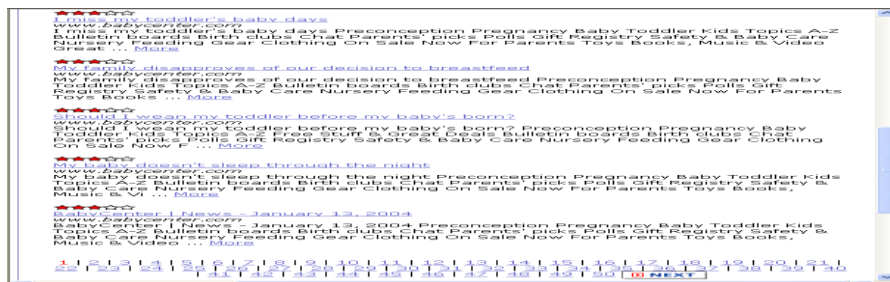 I miss my toddler's baby days
www.babycenter.com
I miss my toddler's baby days Preconception Pregnancy Baby Toddler Kids Topics A-Z
Bulletin boards Birth clubs Chat Parents' picks Polls Gift Registry Safety & Baby Care
Nursery Feeding Gear Clothing On Sale Now For Parents Toys Books, Music & Video
Great ... More
My family disapproves of our decision to breastfeed
www.babycenter.com
My family disapproves of our decision to breastfeed Preconception Pregnancy Baby
Toddler Kids Topics A-Z Bulletin boards Birth clubs Chat Parents' picks Polls Gift
Registry Safety & Baby Care Nursery Feeding Gear Clothing On Sale Now For Parents
Toys Books ... More
Should I wean my toddler before my baby's born?
www.babycenter.com
Should I wean my toddler before my baby's born? Preconception Pregnancy Baby
Toddler Kids Topics A-Z Free Stuff & Great Deals Bulletin boards Birth clubs Chat
Parents' picks Polls Gift Registry Safety & Baby Care Nursery Feeding Gear Clothing
On Sale Now F ... More
My baby doesn't sleep through the night
www.babycenter.com
My baby doesn't sleep through the night Preconception Pregnancy Baby Toddler Kids
Topics A-Z Bulletin boards Birth clubs Chat Parents' picks Polls Gift Registry Safety &
Baby Care Nursery Feeding Gear Clothing On Sale Now For Parents Toys Books,
Music & ... More
BabyCenter | News - January 13, 2004
www.babycenter.com
BabyCenter | News - January 13, 2004 Preconception Pregnancy Baby Toddler Kids
Topics A-Z Bulletin boards Birth clubs Chat Parents' picks Polls Gift Registry Safety &
Baby Care Nursery Feeding Gear Clothing On Sale Now For Parents Toys Books,
Music & Video ... More
1 | 2 | 3 | 4 | 5 | 6 | 7 | 8 | 9 | 10 | 11 | 12 | 13 | 14 | 15 | 16 | 17 | 18 | 19 | 20 | 21 |
22 | 23 | 24 | 25 | 26 | 27 | 28 | 29 | 30 | 31 | 32 | 33 | 34 | 35 | 36 | 37 | 38 | 39 | 40
| 41 | 42 | 43 | 44 | 45 | 46 | 47 | 48 | 49 | 50 NEXT